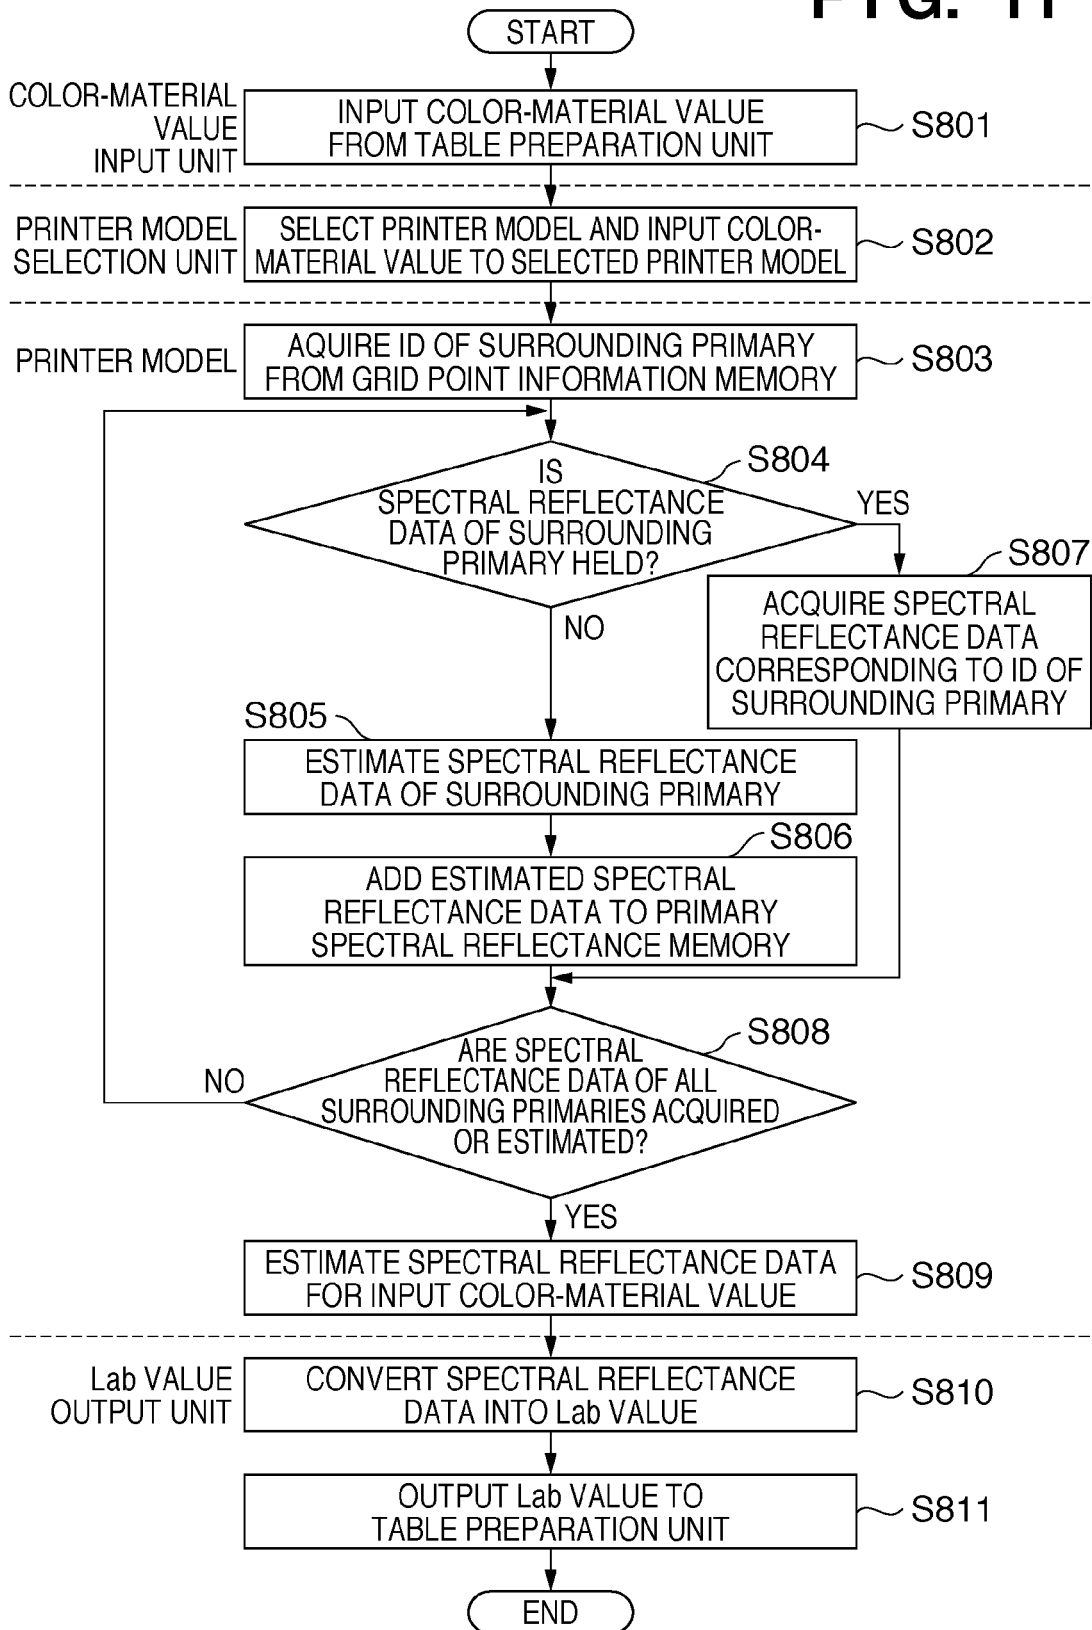 FIG. 11
START
COLOR-MATERIAL
VALUE
INPUT UNIT
INPUT COLOR-MATERIAL VALUE
FROM TABLE PREPARATION UNIT
S801
PRINTER MODEL
SELECTION UNIT
SELECT PRINTER MODEL AND INPUT COLOR-
MATERIAL VALUE TO SELECTED PRINTER MODEL
S802
PRINTER MODEL
AQUIRE ID OF SURROUNDING PRIMARY
FROM GRID POINT INFORMATION MEMORY
S803
S804
IS
SPECTRAL REFLECTANCE
DATA OF SURROUNDING
PRIMARY HELD?
YES
NO
S807
ACQUIRE SPECTRAL
REFLECTANCE DATA
CORRESPONDING TO ID OF
SURROUNDING PRIMARY
S805
ESTIMATE SPECTRAL REFLECTANCE
DATA OF SURROUNDING PRIMARY
S806
ADD ESTIMATED SPECTRAL
REFLECTANCE DATA TO PRIMARY
SPECTRAL REFLECTANCE MEMORY
S808
ARE SPECTRAL
REFLECTANCE DATA OF ALL
SURROUNDING PRIMARIES ACQUIRED
OR ESTIMATED?
NO
YES
ESTIMATE SPECTRAL REFLECTANCE DATA
FOR INPUT COLOR-MATERIAL VALUE
S809
Lab VALUE
OUTPUT UNIT
CONVERT SPECTRAL REFLECTANCE
DATA INTO Lab VALUE
S810
OUTPUT Lab VALUE TO
TABLE PREPARATION UNIT
S811
END